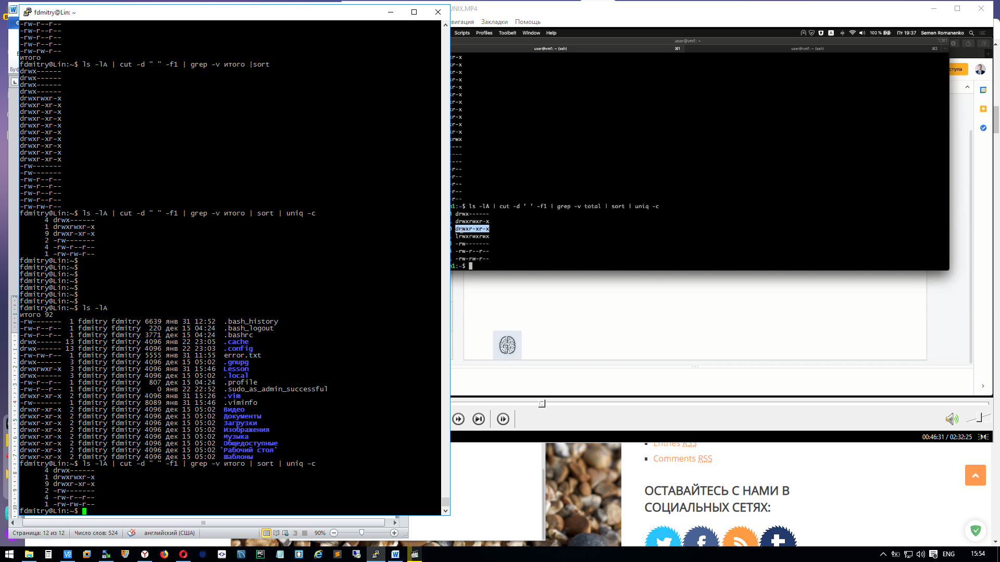 fdmitry@Lin: ~
-rw-r--r--
-rw-r--r--
-rw-r--r--
-rw-r--r--
-rw-rw-r--
итого
fdmitry@Lin:~$ ls -lA | cut -d " " -f1 | grep -v итого |sort
drwx------
drwx------
drwx------
drwx------
drwxrwxr-x
drwxr-xr-x
drwxr-xr-x
drwxr-xr-x
drwxr-xr-x
drwxr-xr-x
drwxr-xr-x
drwxr-xr-x
drwxr-xr-x
drwxr-xr-x
-rw-------
-rw-------
-rw-r--r--
-rw-r--r--
-rw-r--r--
-rw-r--r--
-rw-rw-r--
fdmitry@Lin:~$ ls -lA | cut -d " " -f1 | grep -v итого | sort | uniq -c
4 drwx------
1 drwxrwxr-x
9 drwxr-xr-x
2 -rw-------
4 -rw-r--r--
1 -rw-rw-r--
fdmitry@Lin:~$
fdmitry@Lin:~$
fdmitry@Lin:~$
fdmitry@Lin:~$
fdmitry@Lin:~$
fdmitry@Lin:~$
fdmitry@Lin:~$
fdmitry@Lin:~$ ls -lA
итого 92
-rw------- 1 fdmitry fdmitry 6639 янв 31 12:52 .bash_history
-rw-r--r-- 1 fdmitry fdmitry 220 дек 15 04:24 .bash_logout
-rw-r--r-- 1 fdmitry fdmitry 3771 дек 15 04:24 .bashrc
drwx------ 13 fdmitry fdmitry 4096 янв 22 23:05 .cache
drwx------ 13 fdmitry fdmitry 4096 янв 22 23:03 .config
-rw-rw-r-- 1 fdmitry fdmitry 5555 янв 31 11:55 error.txt
drwx------ 3 fdmitry fdmitry 4096 дек 15 05:02 .gnupg
drwxrwxr-x 3 fdmitry fdmitry 4096 янв 31 15:46 Lesson
drwx------ 3 fdmitry fdmitry 4096 дек 15 05:02 .local
-rw-r--r-- 1 fdmitry fdmitry 807 дек 15 04:24 .profile
-rw-r--r-- 1 fdmitry fdmitry 0 янв 22 22:52 .sudo_as_admin_successful
drwxr-xr-x 2 fdmitry fdmitry 4096 янв 31 15:26 .vim
-rw------- 1 fdmitry fdmitry 8089 янв 31 15:46 .viminfo
drwxr-xr-x 2 fdmitry fdmitry 4096 дек 15 05:02 Видео
drwxr-xr-x 2 fdmitry fdmitry 4096 дек 15 05:02 Документы
drwxr-xr-x 2 fdmitry fdmitry 4096 дек 15 05:02 Загрузки
drwxr-xr-x 2 fdmitry fdmitry 4096 дек 15 05:02 Изображения
drwxr-xr-x 2 fdmitry fdmitry 4096 дек 15 05:02 Музыка
drwxr-xr-x 2 fdmitry fdmitry 4096 дек 15 05:02 Общедоступные
drwxr-xr-x 2 fdmitry fdmitry 4096 дек 15 05:02 'Рабочий стол'
drwxr-xr-x 2 fdmitry fdmitry 4096 дек 15 05:02 Шаблоны
fdmitry@Lin:~$ ls -lA | cut -d " " -f1 | grep -v итого | sort | uniq -c
4 drwx------
1 drwxrwxr-x
9 drwxr-xr-x
2 -rw-------
4 -rw-r--r--
1 -rw-rw-r--
fdmitry@Lin:~$
Страница: 12 из 12 Число слов: 524 английский (США) 90%
UNIX.MP4
вигация Закладки Помощь
Scripts Profiles Toolbelt Window Help 100 % Пт 19:37 Semen Romanenko
user@vm1: ~
user@vm1: ~ (ssh) ⌘1 user@vm1: ~ (ssh) ⌘2
xr-x
xr-x
xr-x
xr-x
xr-x
xr-x
xr-x
xr-x
xr-x
xr-x
xr-x
xrwx
----
----
----
r--
r--
r--
r--
r--
m1:~$ ls -lA | cut -d ' ' -f1 | grep -v total | sort | uniq -c
drwx------
drwxrwxr-x
drwxr-xr-x
lrwxrwxrwx
-rw-------
-rw-r--r--
-rw-rw-r--
m1:~$
ступа
00:46:31 / 02:32:25
Entries RSS
Comments RSS
ОСТАВАЙТЕСЬ С НАМИ В
СОЦИАЛЬНЫХ СЕТЯХ:
ENG 15:54